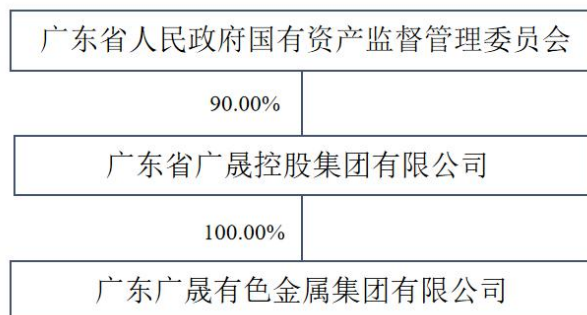 广东省人民政府国有资产监督管理委员会
90.00%
广东省广晟控股集团有限公司
100.00%
广东广晟有色金属集团有限公司